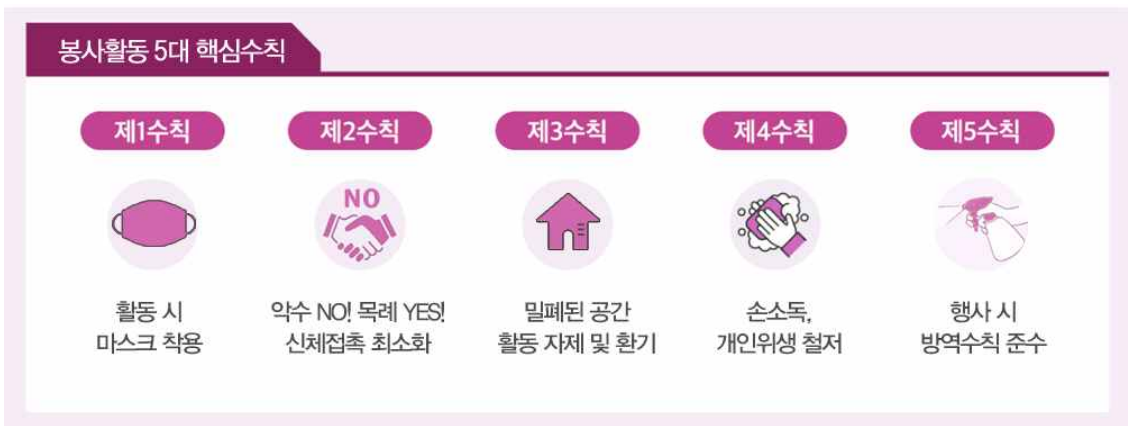 봉사활동 5대 핵심수칙
제1수칙
제2수칙
제3수칙
제4수칙
제5수칙
NO
활동 시
마스크 착용
악수 NO! 목례 YES!
신체접촉 최소화
밀폐된 공간
활동 자제 및 환기
손소독,
개인위생 철저
행사 시
방역수칙 준수